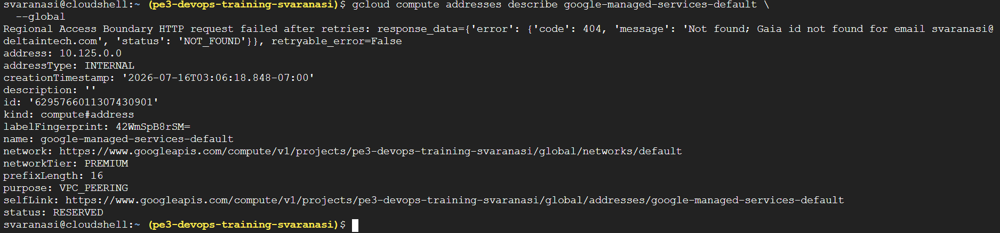 svaranasi@cloudshell:~ (pe3-devops-training-svaranasi)$ gcloud compute addresses describe google-managed-services-default \
  --global
Regional Access Boundary HTTP request failed after retries: response_data={'error': {'code': 404, 'message': 'Not found; Gaia id not found for email svaranasi@
deltaintech.com', 'status': 'NOT_FOUND'}}, retryable_error=False
address: 10.125.0.0
addressType: INTERNAL
creationTimestamp: '2026-07-16T03:06:18.848-07:00'
description: ''
id: '6295766011307430901'
kind: compute#address
labelFingerprint: 42WmSpB8rSM=
name: google-managed-services-default
network: https://www.googleapis.com/compute/v1/projects/pe3-devops-training-svaranasi/global/networks/default
networkTier: PREMIUM
prefixLength: 16
purpose: VPC_PEERING
selfLink: https://www.googleapis.com/compute/v1/projects/pe3-devops-training-svaranasi/global/addresses/google-managed-services-default
status: RESERVED
svaranasi@cloudshell:~ (pe3-devops-training-svaranasi)$